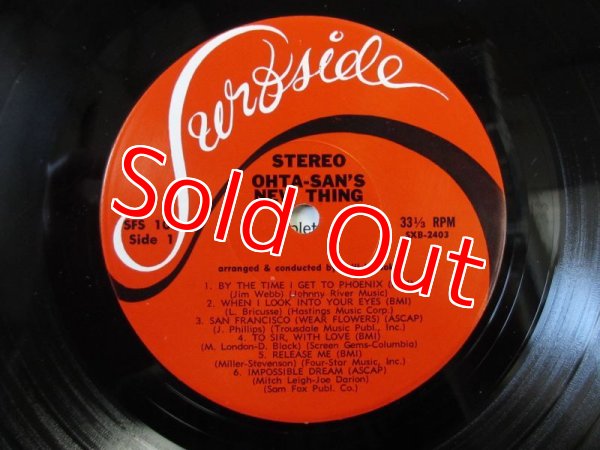 Surfside
STEREO
OHTA-SAN'S
NEW THING
Side 1
33⅓ RPM
SXB-2403
Sold Out
arranged & conducted
1. BY THE TIME I GET TO PHOENIX
(Jim Webb) (Johnny River Music)
2. WHEN I LOOK INTO YOUR EYES (BMI)
(L. Bricusse) (Hastings Music Corp.)
3. SAN FRANCISCO (WEAR FLOWERS) (ASCAP)
(J. Phillips) (Trousdale Music Publ., Inc.)
4. TO SIR, WITH LOVE (BMI)
(M. London-D. Black) (Screen Gems-Columbia)
5. RELEASE ME (BMI)
(Miller-Stevenson) (Four-Star Music, Inc.)
6. IMPOSSIBLE DREAM (ASCAP)
(Mitch Leigh-Joe Darion)
(Sam Fox Publ. Co.)